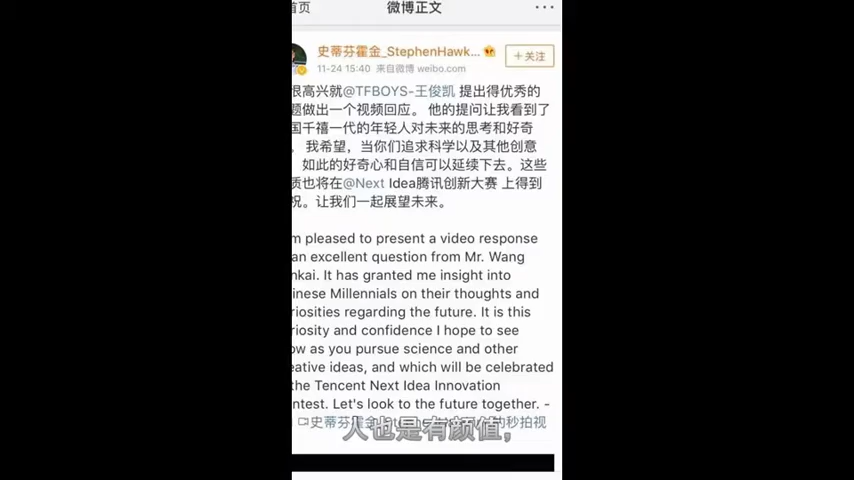 首页 微博正文
史蒂芬霍金_StephenHawk... +关注
11-24 15:40 来自微博 weibo.com
很高兴就@TFBOYS-王俊凯 提出得优秀的
题做出一个视频回应。 他的提问让我看到了
国千禧一代的年轻人对未来的思考和好奇
。 我希望，当你们追求科学以及其他创意
如此的好奇心和自信可以延续下去。这些
质也将在@Next Idea腾讯创新大赛 上得到
祝。让我们一起展望未来。
m pleased to present a video response
an excellent question from Mr. Wang
nkai. It has granted me insight into
inese Millennials on their thoughts and
riosities regarding the future. It is this
riosity and confidence I hope to see
ow as you pursue science and other
eative ideas, and which will be celebrated
the Tencent Next Idea Innovation
ntest. Let's look to the future together. -
史蒂芬霍金 的秒拍视
人也是有颜值，